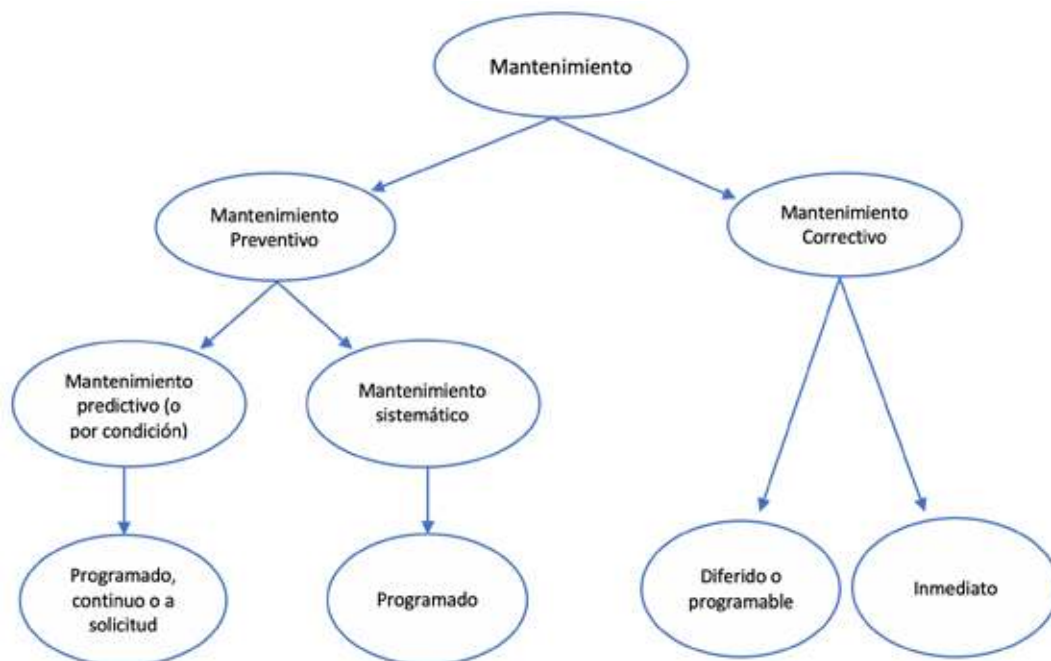 Mantenimiento
Mantenimiento
Preventivo
Mantenimiento
Correctivo
Mantenimiento
predictivo (o
por condición)
Mantenimiento
sistemático
Programado,
continuo o a
solicitud
Programado
Diferido o
programable
Inmediato